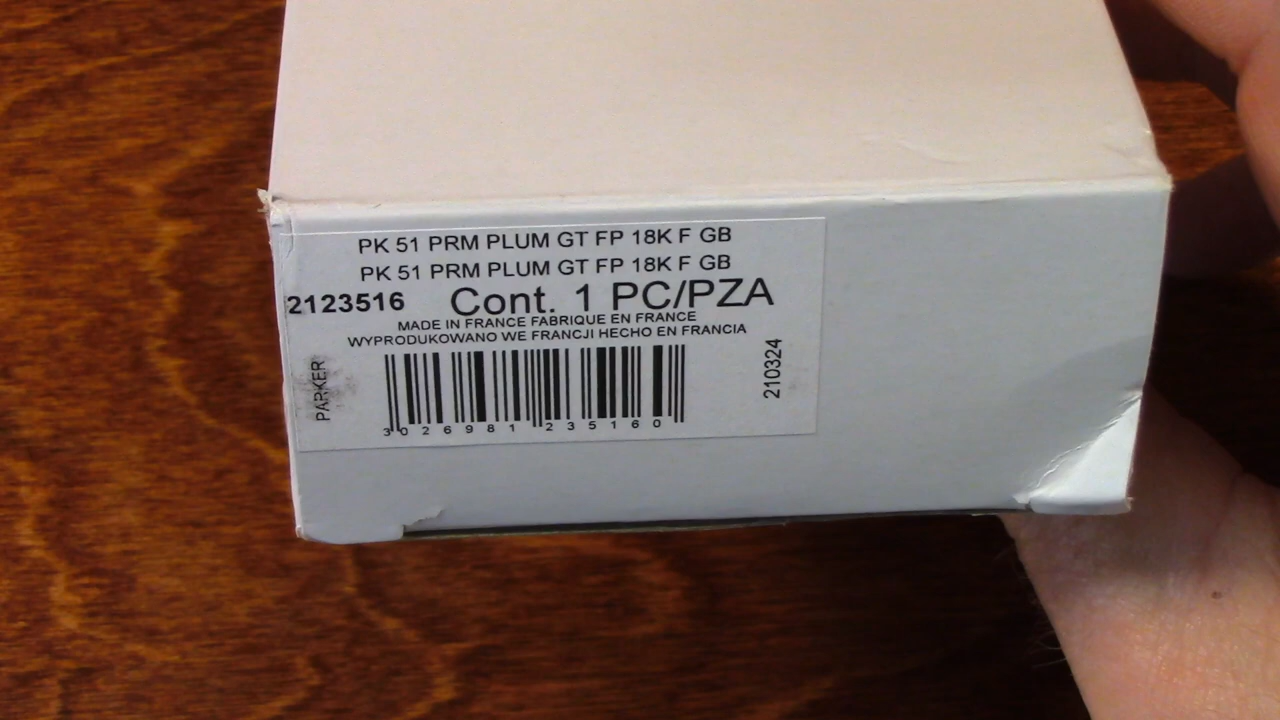 PK 51 PRM PLUM GT FP 18K F GB
PK 51 PRM PLUM GT FP 18K F GB
2123516 Cont. 1 PC/PZA
MADE IN FRANCE FABRIQUE EN FRANCE
WYPRODUKOWANO WE FRANCJI HECHO EN FRANCIA
PARKER
210324
3 026981 235160